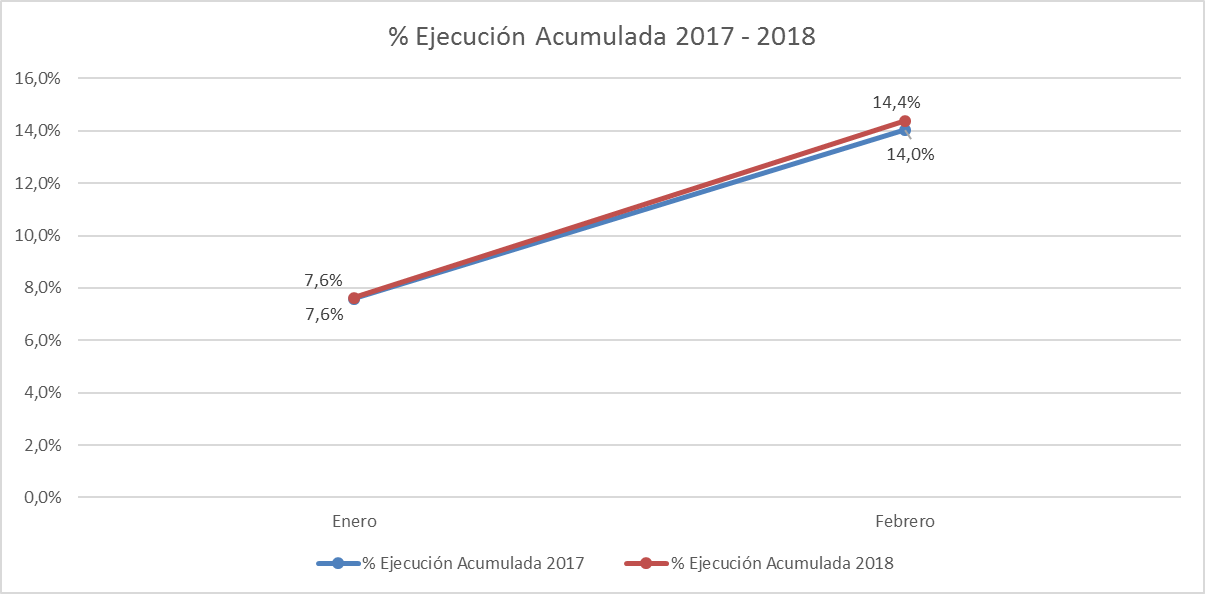 % Ejecución Acumulada 2017 - 2018
16,0%
14,0%
12,0%
10,0%
8,0%
6,0%
4,0%
2,0%
0,0%
14,4%
14,0%
7,6%
7,6%
Enero
Febrero
% Ejecución Acumulada 2017
% Ejecución Acumulada 2018